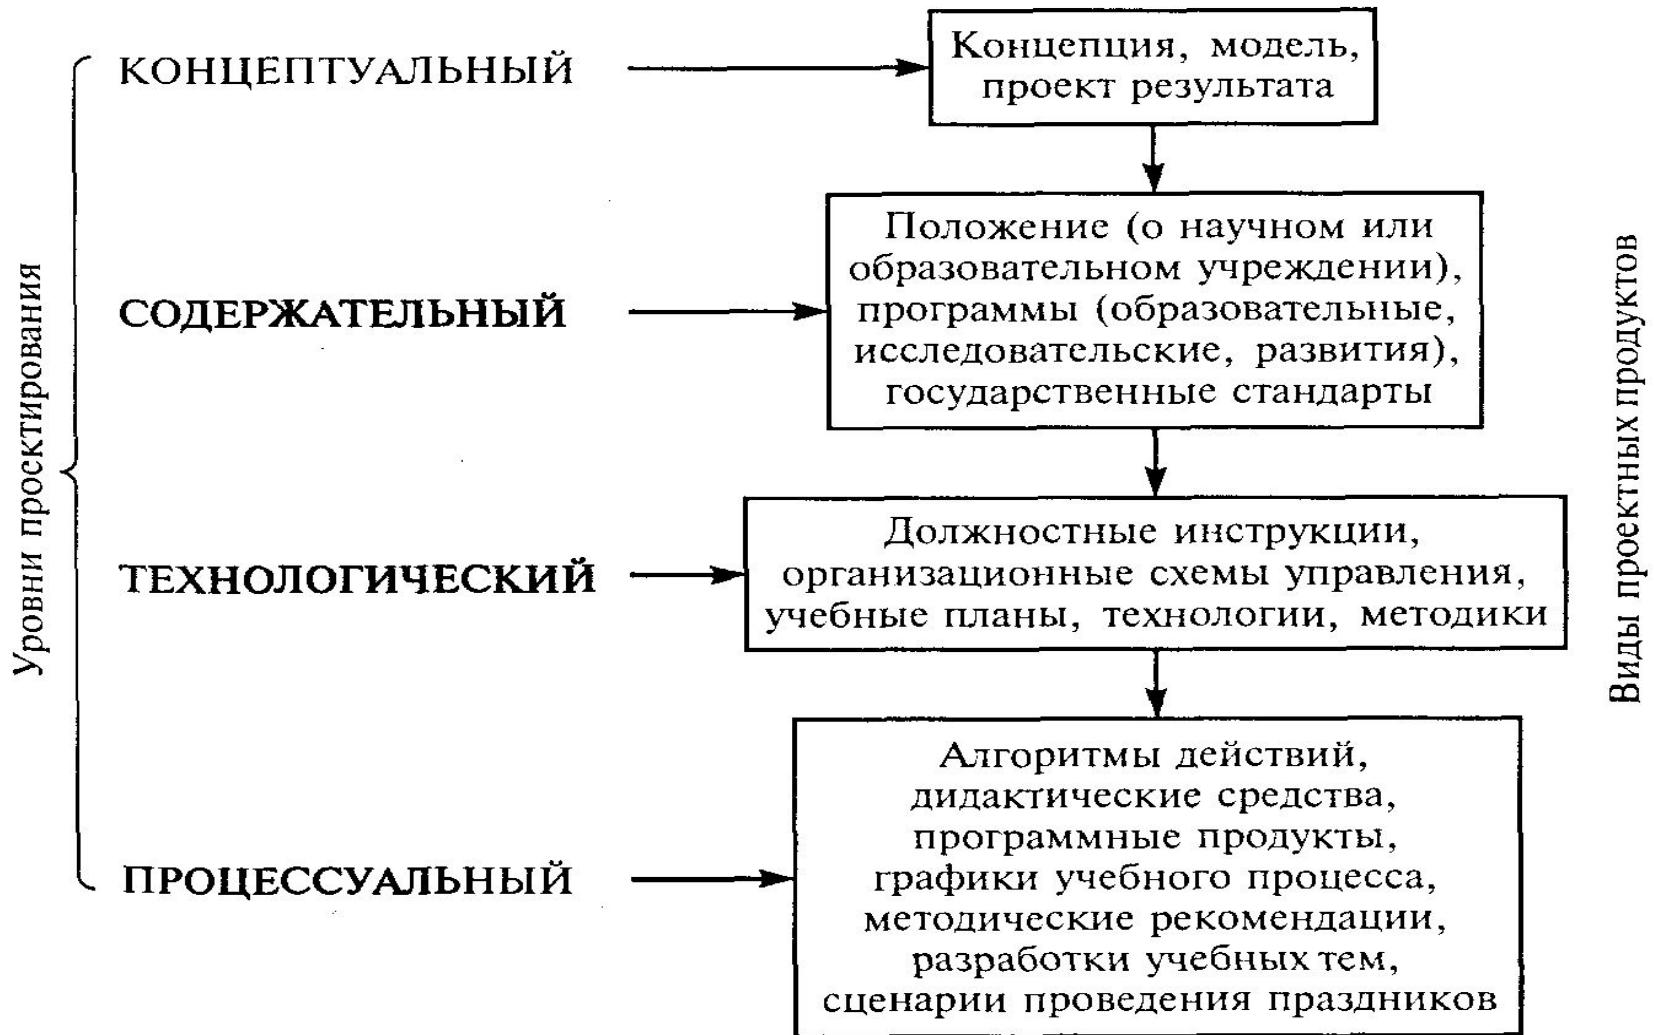 Уровни проектирования
КОНЦЕПТУАЛЬНЫЙ
Концепция, модель,
проект результата
СОДЕРЖАТЕЛЬНЫЙ
Положение (о научном или
образовательном учреждении),
программы (образовательные,
исследовательские, развития),
государственные стандарты
ТЕХНОЛОГИЧЕСКИЙ
Должностные инструкции,
организационные схемы управления,
учебные планы, технологии, методики
ПРОЦЕССУАЛЬНЫЙ
Алгоритмы действий,
дидактические средства,
программные продукты,
графики учебного процесса,
методические рекомендации,
разработки учебных тем,
сценарии проведения праздников
Виды проектных продуктов